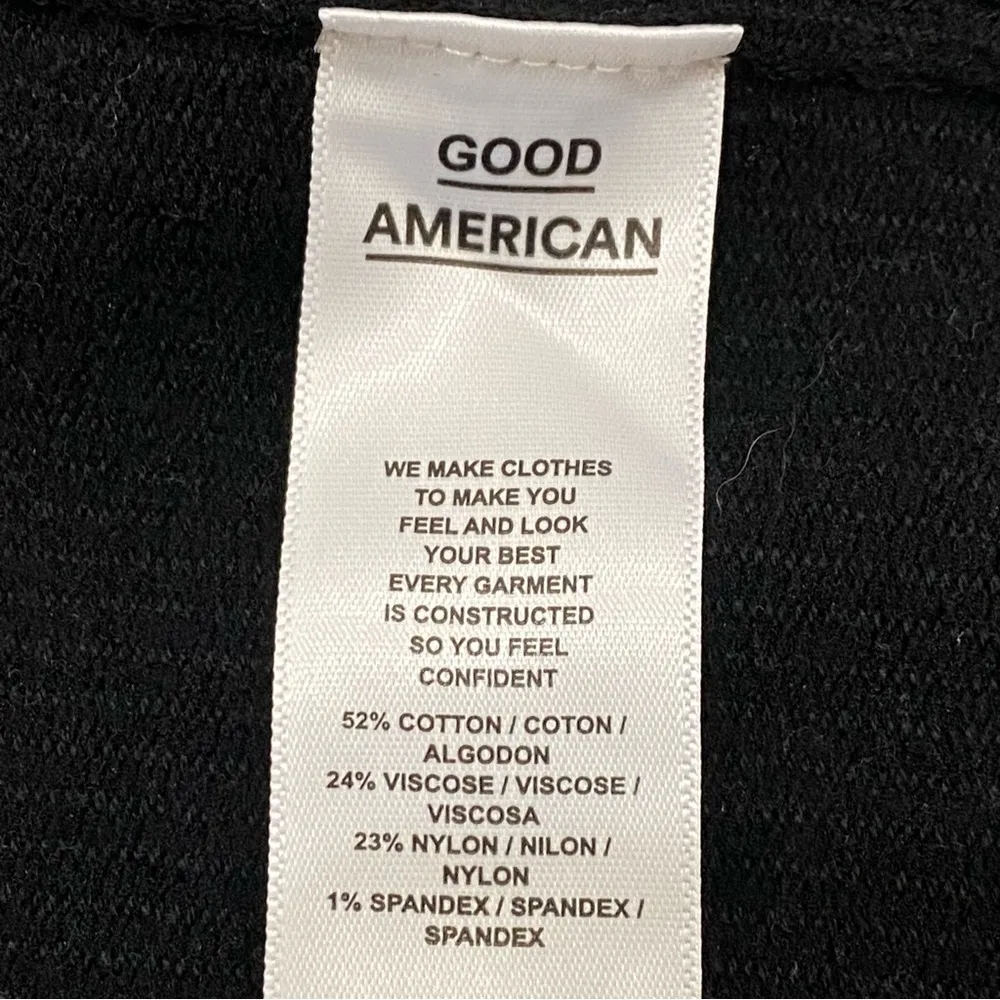 GOOD
AMERICAN
WE MAKE CLOTHES
TO MAKE YOU
FEEL AND LOOK
YOUR BEST
EVERY GARMENT
IS CONSTRUCTED
SO YOU FEEL
CONFIDENT
52% COTTON / COTON /
ALGODON
24% VISCOSE / VISCOSE /
VISCOSA
23% NYLON / NILON /
NYLON
1% SPANDEX / SPANDEX /
SPANDEX